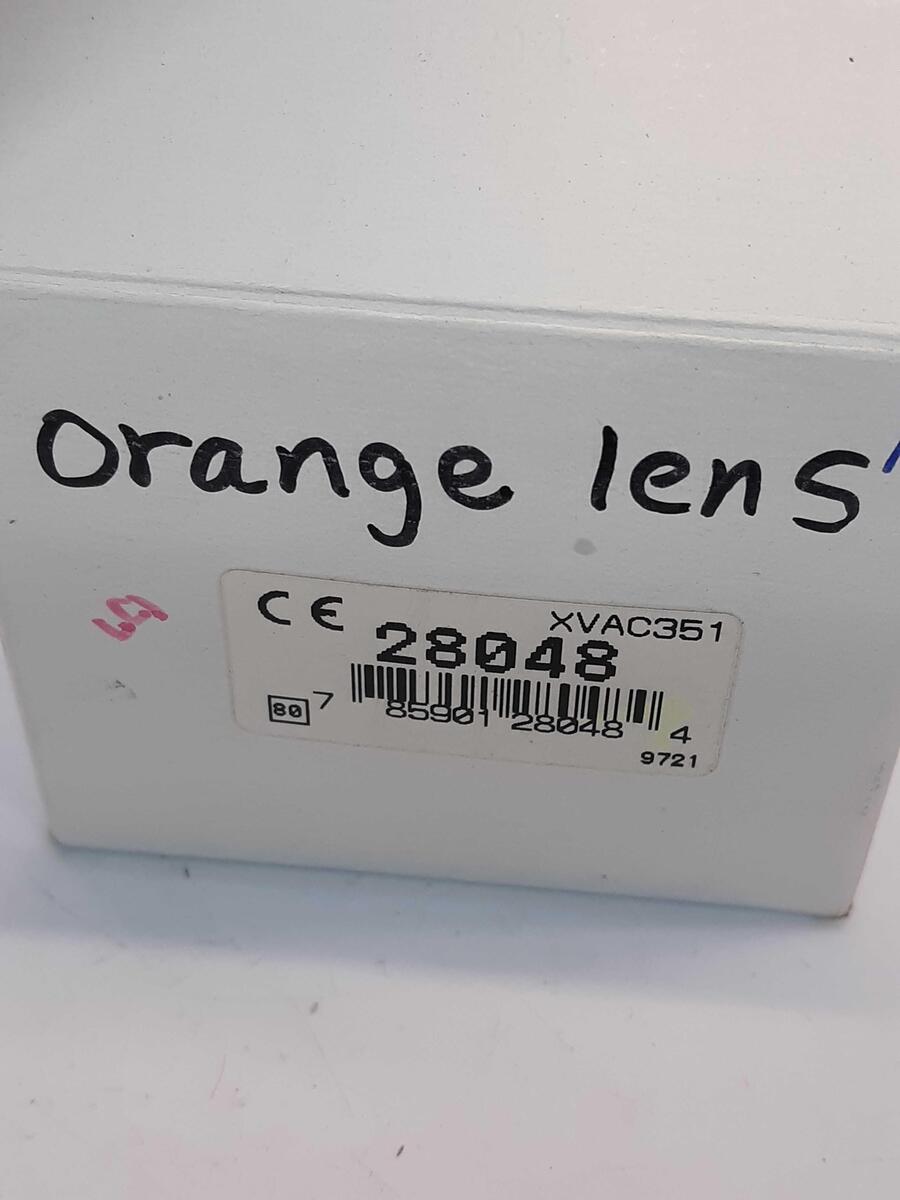 orange lens
CE XVAC351
28048
80 7 85901 28048 4
9721